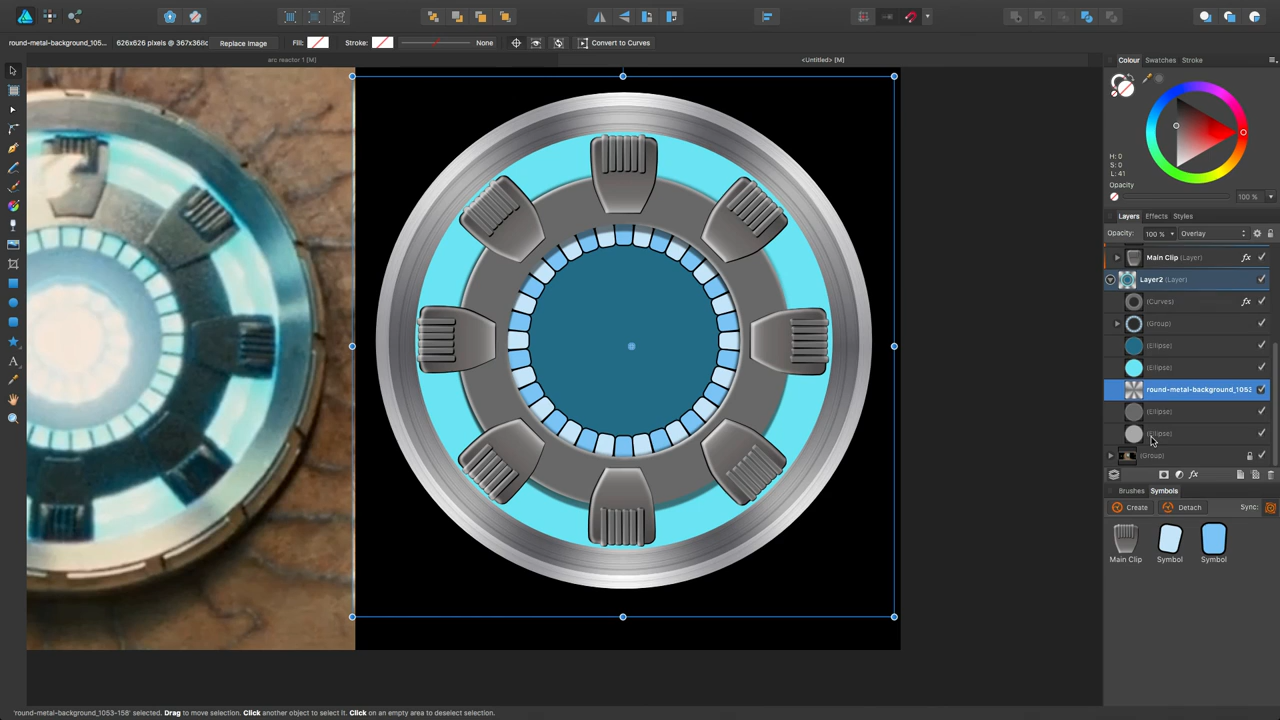 round-metal-background_105... 626x626 pixels @ 367x36
Replace Image
Fill:
Stroke:
None
Convert to Curves
arc reactor 1 [M]
<Untitled> [M]
Colour Swatches Stroke
H: 0
S: 0
L: 41
Opacity
100 %
Layers Effects Styles
Opacity: 100 % Overlay
Main Clip (Layer) fx
Layer2 (Layer)
(Curves) fx
(Group)
(Ellipse)
(Ellipse)
round-metal-background_1053
(Ellipse)
(Ellipse)
(Group)
fx
Brushes Symbols
Create Detach Sync:
Main Clip Symbol Symbol
A
'round-metal-background_1053-158' selected. Drag to move selection. Click another object to select it. Click on an empty area to deselect selection.